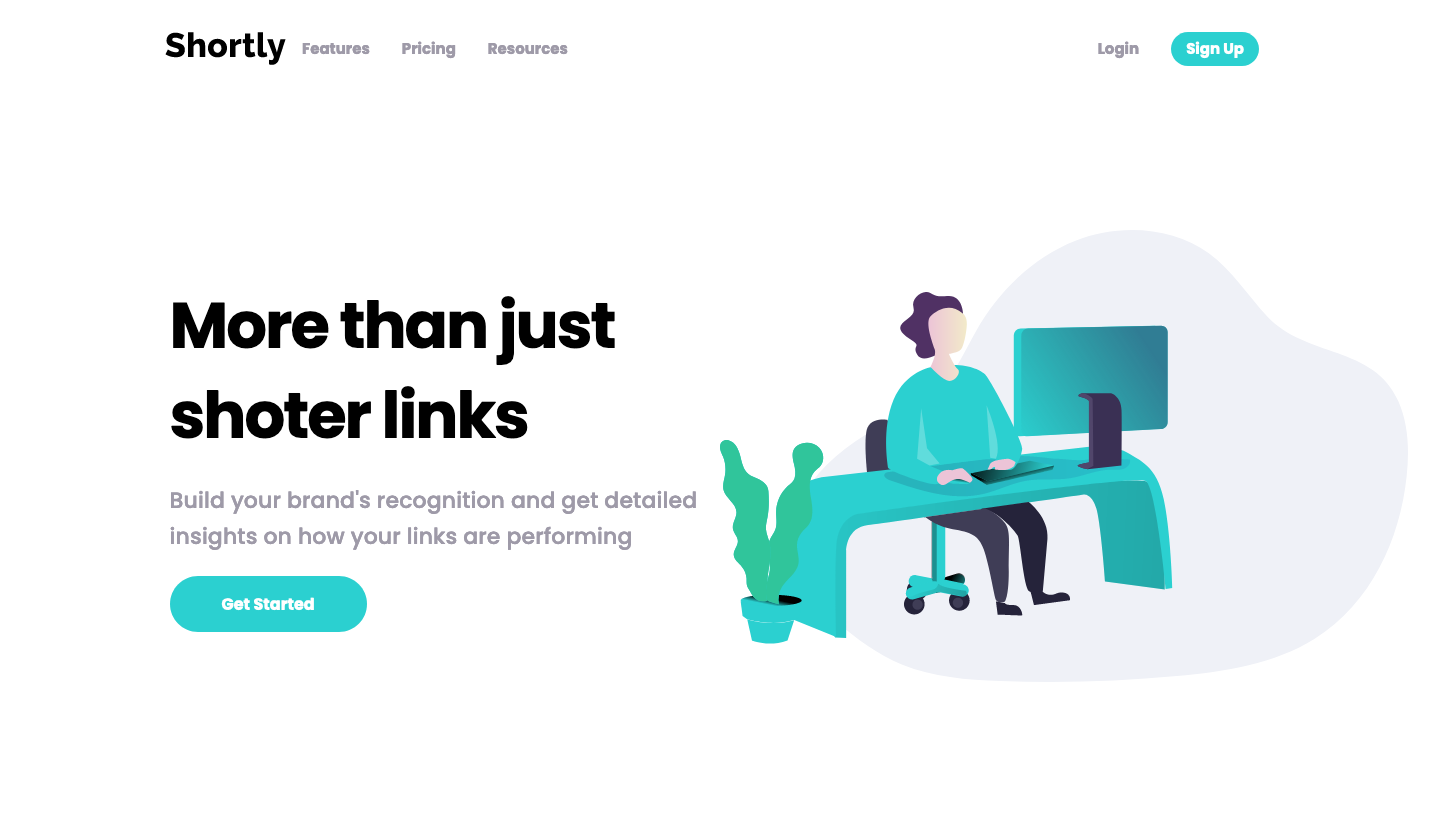 Shortly Features Pricing Resources Login Sign Up
More than just
shoter links
Build your brand's recognition and get detailed
insights on how your links are performing
Get Started